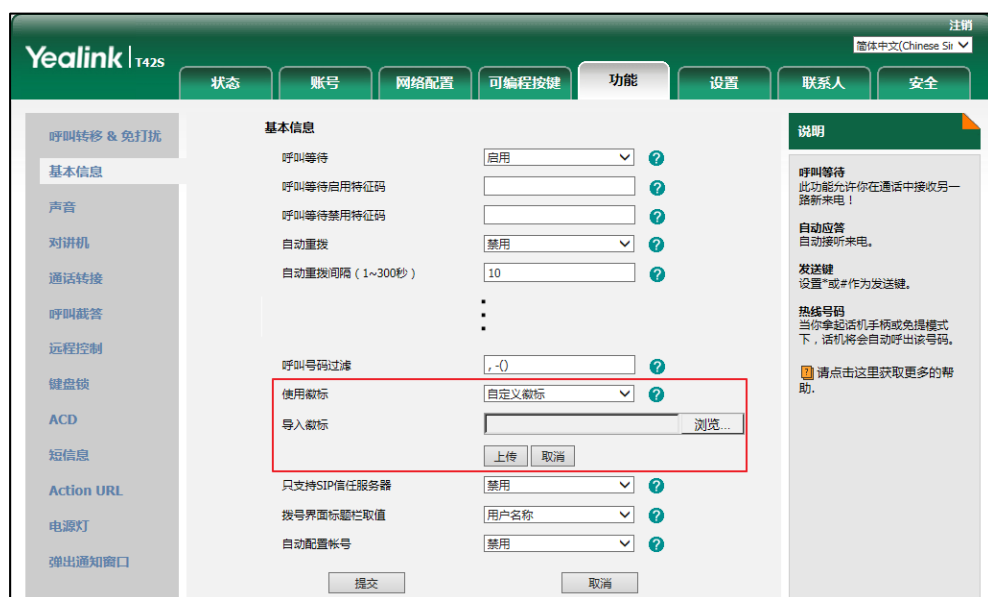 注销
Yealink | T42S
简体中文(Chinese Sir
状态
账号
网络配置
可编程按键
功能
设置
联系人
安全
呼叫转移 & 免打扰
基本信息
声音
对讲机
通话转接
呼叫截答
远程控制
键盘锁
ACD
短信息
Action URL
电源灯
弹出通知窗口
基本信息
呼叫等待 启用
呼叫等待启用特征码
呼叫等待禁用特征码
自动重拨 禁用
自动重拨间隔（1~300秒） 10
呼叫号码过滤 , -()
使用徽标 自定义徽标
导入徽标 浏览...
上传 取消
只支持SIP信任服务器 禁用
拨号界面标题栏取值 用户名称
自动配置帐号 禁用
提交 取消
说明
呼叫等待
此功能允许你在通话中接收另一
路新来电！
自动应答
自动接听来电。
发送键
设置*或#作为发送键。
热线号码
当你拿起话机手柄或免提模式
下，话机将会自动呼出该号码。
请点击这里获取更多的帮
助.